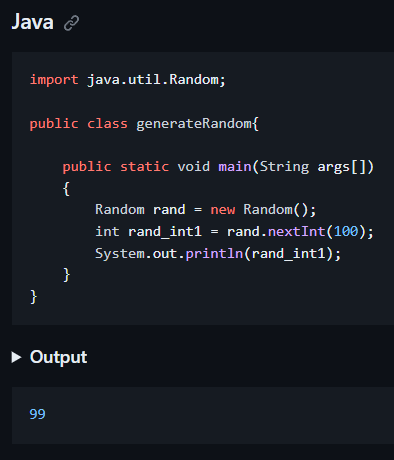 Java
import java.util.Random;
public class generateRandom{
public static void main(String args[])
{
Random rand = new Random();
int rand_int1 = rand.nextInt(100);
System.out.println(rand_int1);
}
}
Output
99